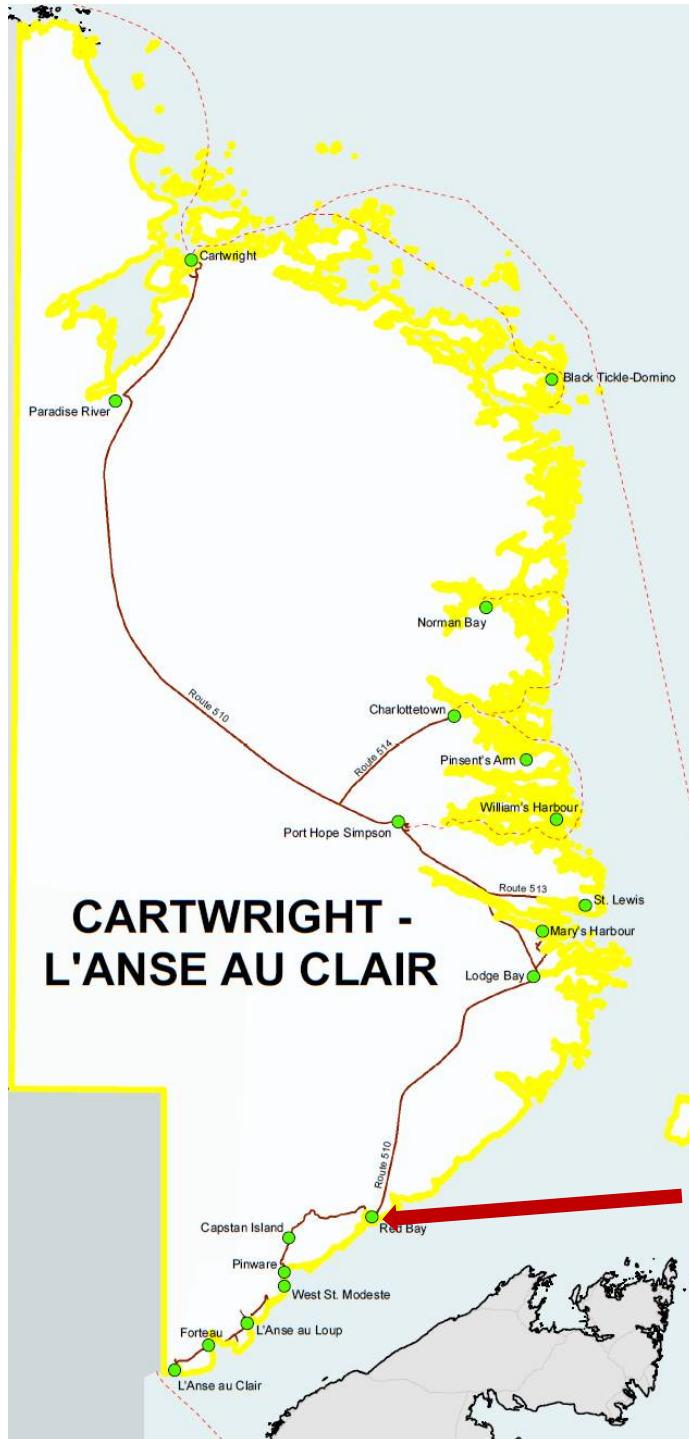 Cartwright
Black Tickle-Domino
Paradise River
Norman Bay
Route 510
Charlottetown
Route 514
Pinsent's Arm
William's Harbour
Port Hope Simpson
Route 513
St. Lewis
CARTWRIGHT -
L'ANSE AU CLAIR
Mary's Harbour
Lodge Bay
Route 510
Red Bay
Capstan Island
Pinware
West St. Modeste
L'Anse au Loup
Forteau
L'Anse au Clair